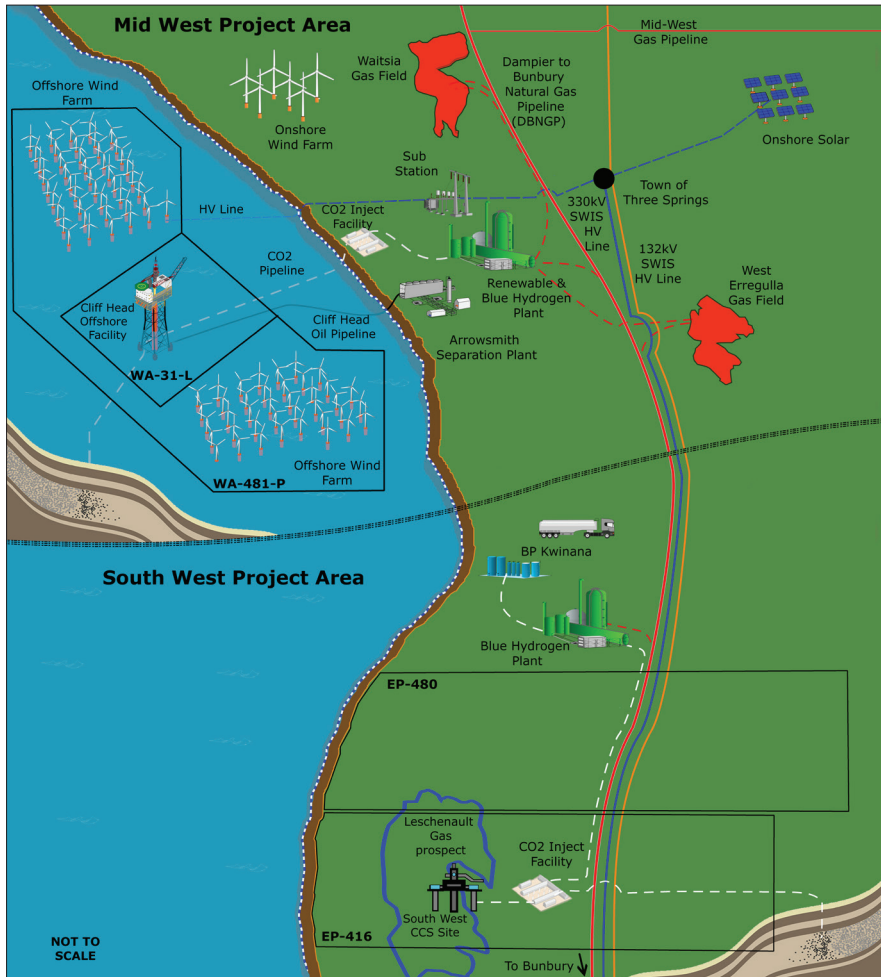 Mid West Project Area
Mid-West
Gas Pipeline
Waitsia
Gas Field
Dampier to
Bunbury
Natural Gas
Pipeline
(DBNGP)
Offshore Wind
Farm
Onshore
Wind Farm
Onshore Solar
Sub
Station
Town of
Three Springs
HV Line
CO2 Inject
Facility
330kV
SWIS
HV
Line
132kV
SWIS
HV Line
CO2
Pipeline
Renewable &
Blue Hydrogen
Plant
West
Erregulla
Gas Field
Cliff Head
Offshore
Facility
Cliff Head
Oil Pipeline
Arrowsmith
Separation Plant
WA-31-L
Offshore Wind
Farm
WA-481-P
South West Project Area
BP Kwinana
Blue Hydrogen
Plant
EP-480
Leschenault
Gas
prospect
CO2 Inject
Facility
South West
CCS Site
EP-416
NOT TO
SCALE
To Bunbury